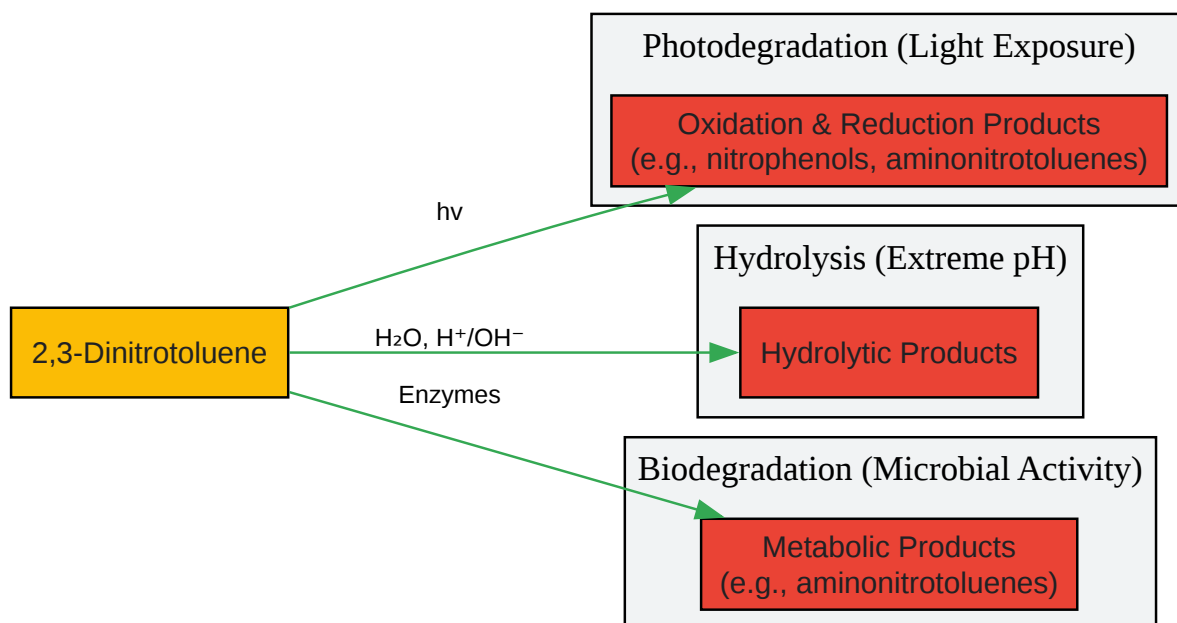 Photodegradation (Light Exposure)
Oxidation & Reduction Products
(e.g., nitrophenols, aminonitrotoluenes)
hv
Hydrolysis (Extreme pH)
2,3-Dinitrotoluene
H₂O, H⁺/OH⁻
Hydrolytic Products
Enzymes
Biodegradation (Microbial Activity)
Metabolic Products
(e.g., aminonitrotoluenes)